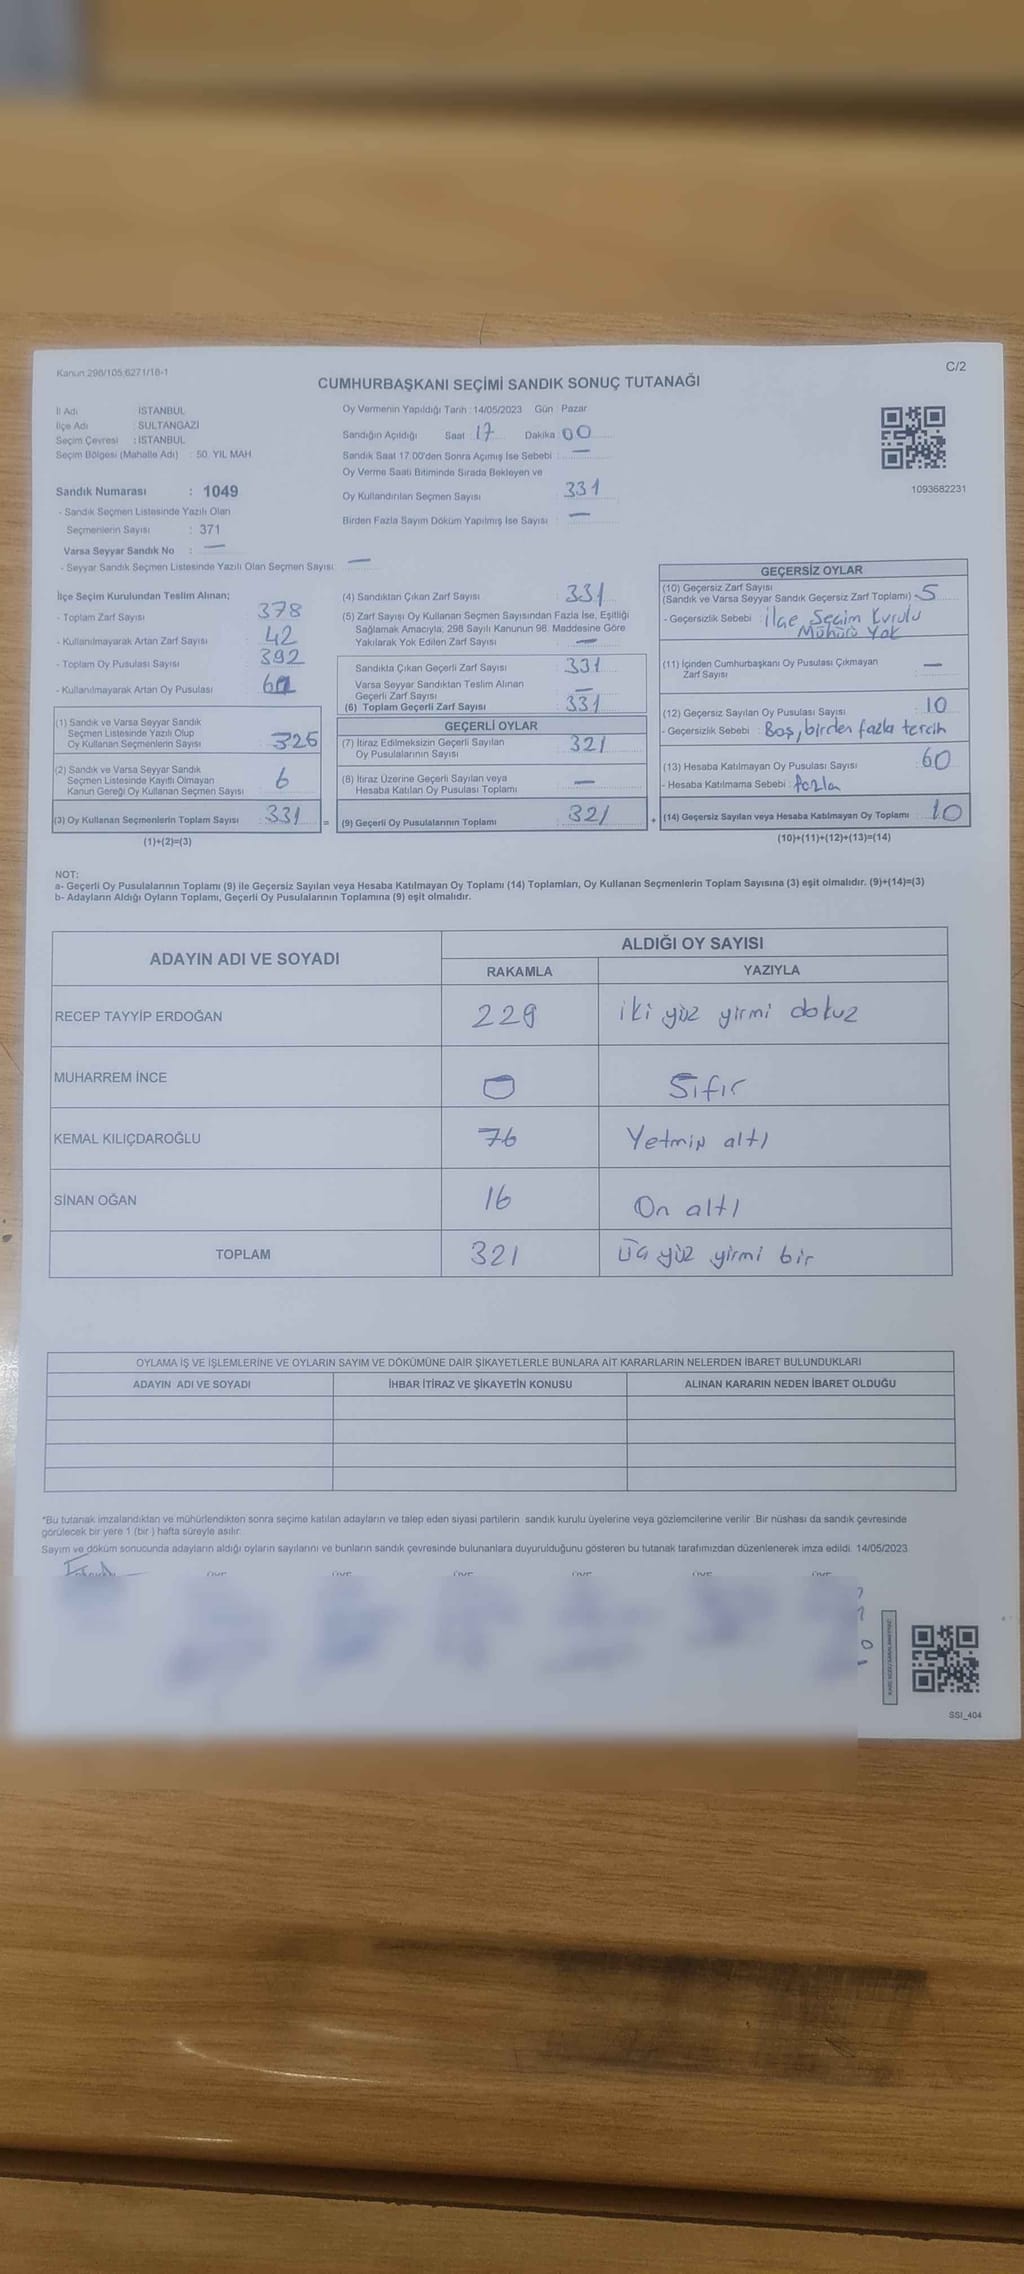 Kanun 298/105,6271/18-1
C/2
CUMHURBAŞKANI SEÇİMİ SANDIK SONUÇ TUTANAĞI
İl Adı İSTANBUL
İlçe Adı : SULTANGAZİ
Seçim Çevresi : İSTANBUL
Seçim Bölgesi (Mahalle Adı) : 50. YIL MAH.
Sandık Numarası : 1049
- Sandık Seçmen Listesinde Yazılı Olan
Seçmenlerin Sayısı : 371
Varsa Seyyar Sandık No : —
- Seyyar Sandık Seçmen Listesinde Yazılı Olan Seçmen Sayısı —
Oy Vermenin Yapıldığı Tarih : 14/05/2023 Gün Pazar
Sandığın Açıldığı Saat 17 Dakika 00
Sandık Saat 17.00'den Sonra Açımış İse Sebebi : —
Oy Verme Saati Bitiminde Sırada Bekleyen ve
Oy Kullandırılan Seçmen Sayısı 331
Birden Fazla Sayım Döküm Yapılmış İse Sayısı : —
1093682231
İlçe Seçim Kurulundan Teslim Alınan;
- Toplam Zarf Sayısı 378
- Kullanılmayarak Artan Zarf Sayısı 42
- Toplam Oy Pusulası Sayısı 392
- Kullanılmayarak Artan Oy Pusulası
(1) Sandık ve Varsa Seyyar Sandık
Seçmen Listesinde Yazılı Olup
Oy Kullanan Seçmenlerin Sayısı 325
(2) Sandık ve Varsa Seyyar Sandık
Seçmen Listesinde Kayıtlı Olmayan
Kanun Gereği Oy Kullanan Seçmen Sayısı 6
(3) Oy Kullanan Seçmenlerin Toplam Sayısı : 331 =
(1)+(2)=(3)
(4) Sandıktan Çıkan Zarf Sayısı 331
(5) Zarf Sayısı Oy Kullanan Seçmen Sayısından Fazla İse, Eşitliği
Sağlamak Amacıyla; 298 Sayılı Kanunun 98. Maddesine Göre
Yakılarak Yok Edilen Zarf Sayısı —
Sandıkta Çıkan Geçerli Zarf Sayısı 331
Varsa Seyyar Sandıktan Teslim Alınan
Geçerli Zarf Sayısı —
(6) Toplam Geçerli Zarf Sayısı 331
GEÇERLİ OYLAR
(7) İtiraz Edilmeksizin Geçerli Sayılan
Oy Pusulalarının Sayısı 321
(8) İtiraz Üzerine Geçerli Sayılan veya
Hesaba Katılan Oy Pusulası Toplamı —
(9) Geçerli Oy Pusulalarının Toplamı 321 +
GEÇERSİZ OYLAR
(10) Geçersiz Zarf Sayısı
(Sandık ve Varsa Seyyar Sandık Geçersiz Zarf Toplamı) 5
- Geçersizlik Sebebi : ilçe Seçim Kurulu
Mührü Yok
(11) İçinden Cumhurbaşkanı Oy Pusulası Çıkmayan
Zarf Sayısı —
(12) Geçersiz Sayılan Oy Pusulası Sayısı 10
- Geçersizlik Sebebi : Boş, birden fazla tercih
(13) Hesaba Katılmayan Oy Pusulası Sayısı 60
- Hesaba Katılmama Sebebi : fazla
(14) Geçersiz Sayılan veya Hesaba Katılmayan Oy Toplamı 10
(10)+(11)+(12)+(13)=(14)
NOT:
a- Geçerli Oy Pusulalarının Toplamı (9) ile Geçersiz Sayılan veya Hesaba Katılmayan Oy Toplamı (14) Toplamları, Oy Kullanan Seçmenlerin Toplam Sayısına (3) eşit olmalıdır. (9)+(14)=(3)
b- Adayların Aldığı Oyların Toplamı, Geçerli Oy Pusulalarının Toplamına (9) eşit olmalıdır.
ADAYIN ADI VE SOYADI ALDIĞI OY SAYISI
RAKAMLA YAZIYLA
RECEP TAYYİP ERDOĞAN 229 iki yüz yirmi dokuz
MUHARREM İNCE 0 Sıfır
KEMAL KILIÇDAROĞLU 76 Yetmiş altı
SİNAN OĞAN 16 On altı
TOPLAM 321 üç yüz yirmi bir
OYLAMA İŞ VE İŞLEMLERİNE VE OYLARIN SAYIM VE DÖKÜMÜNE DAİR ŞİKAYETLERLE BUNLARA AİT KARARLARIN NELERDEN İBARET BULUNDUKLARI
ADAYIN ADI VE SOYADI İHBAR İTİRAZ VE ŞİKAYETİN KONUSU ALINAN KARARIN NEDEN İBARET OLDUĞU
*Bu tutanak imzalandıktan ve mühürlendikten sonra seçime katılan adayların ve talep eden siyasi partilerin sandık kurulu üyelerine veya gözlemcilerine verilir .Bir nüshası da sandık çevresinde
görülecek bir yere 1 (bir ) hafta süreyle asılır.
Sayım ve döküm sonucunda adayların aldığı oyların sayılarını ve bunların sandık çevresinde bulunanlara duyurulduğunu gösteren bu tutanak tarafımızdan düzenlenerek imza edildi. 14/05/2023
SSI_404